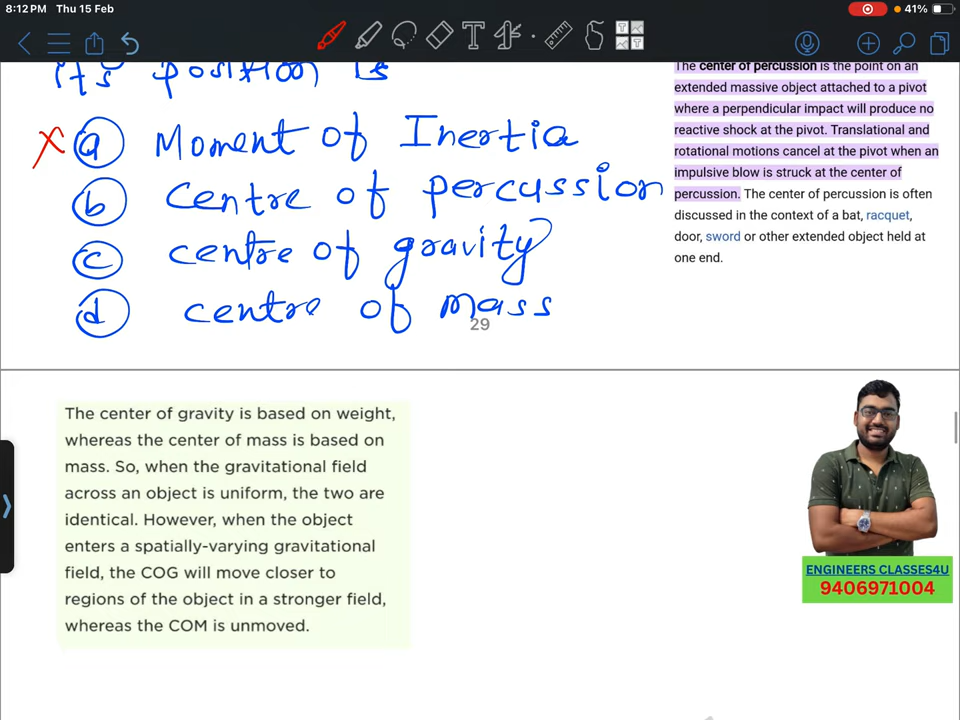 8:12 PM Thu 15 Feb
41%
its position is
a Moment of Inertia
b centre of percussion
c centre of gravity
d centre of mass
29
The center of percussion is the point on an
extended massive object attached to a pivot
where a perpendicular impact will produce no
reactive shock at the pivot. Translational and
rotational motions cancel at the pivot when an
impulsive blow is struck at the center of
percussion. The center of percussion is often
discussed in the context of a bat, racquet,
door, sword or other extended object held at
one end.
The center of gravity is based on weight,
whereas the center of mass is based on
mass. So, when the gravitational field
across an object is uniform, the two are
identical. However, when the object
enters a spatially-varying gravitational
field, the COG will move closer to
regions of the object in a stronger field,
whereas the COM is unmoved.
ENGINEERS CLASSES4U
9406971004